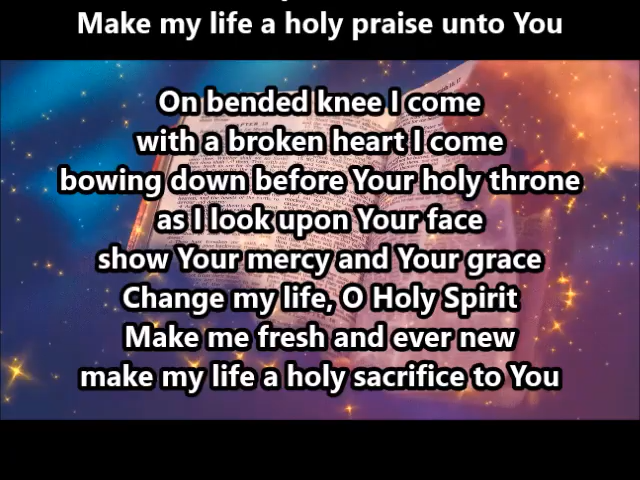 Make my life a holy praise unto You
On bended knee I come
with a broken heart I come
bowing down before Your holy throne
as I look upon Your face
show Your mercy and Your grace
Change my life, O Holy Spirit
Make me fresh and ever new
make my life a holy sacrifice to You